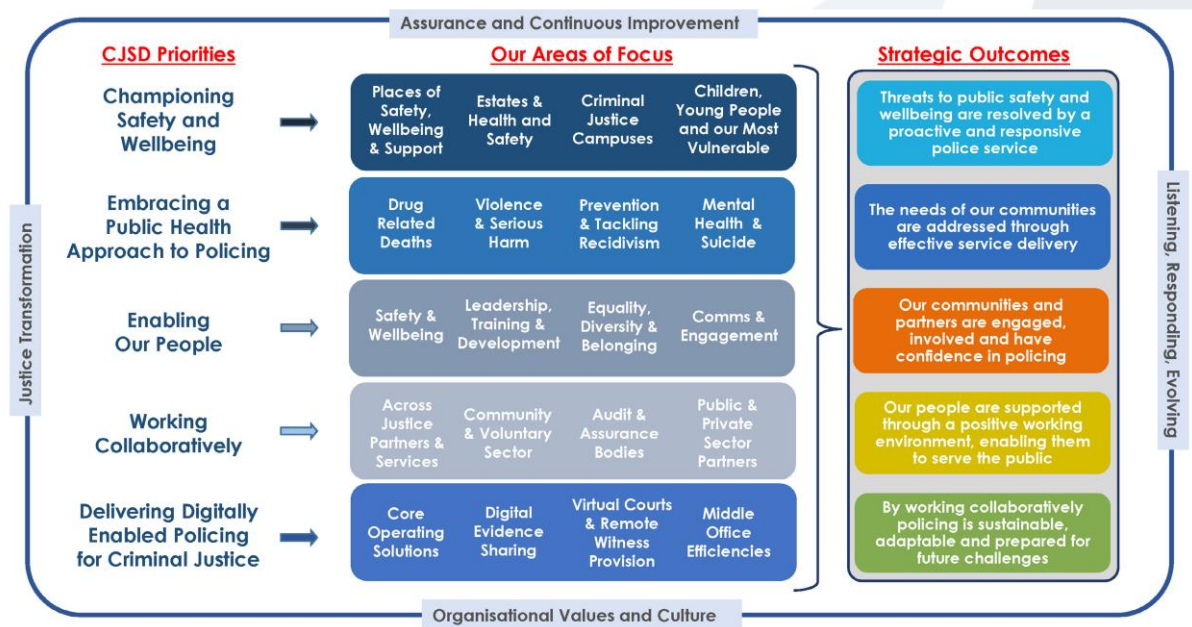 Assurance and Continuous Improvement
CJSD Priorities
Our Areas of Focus
Strategic Outcomes
Championing
Safety and
Wellbeing
Places of
Safety,
Wellbeing
& Support
Estates &
Health and
Safety
Criminal
Justice
Campuses
Children,
Young People
and our Most
Vulnerable
Threats to public safety and
wellbeing are resolved by a
proactive and responsive
police service
Embracing a
Public Health
Approach to Policing
Drug
Related
Deaths
Violence
& Serious
Harm
Prevention
& Tackling
Recidivism
Mental
Health &
Suicide
The needs of our communities
are addressed through
effective service delivery
Enabling
Our People
Safety &
Wellbeing
Leadership,
Training &
Development
Equality,
Diversity &
Belonging
Comms &
Engagement
Our communities and
partners are engaged,
involved and have
confidence in policing
Working
Collaboratively
Across
Justice
Partners &
Services
Community
& Voluntary
Sector
Audit &
Assurance
Bodies
Public &
Private
Sector
Partners
Our people are supported
through a positive working
environment, enabling them
to serve the public
Delivering Digitally
Enabled Policing
for Criminal Justice
Core
Operating
Solutions
Digital
Evidence
Sharing
Virtual Courts
& Remote
Witness
Provision
Middle
Office
Efficiencies
By working collaboratively
policing is sustainable,
adaptable and prepared for
future challenges
Justice Transformation
Listening, Responding, Evolving
Organisational Values and Culture